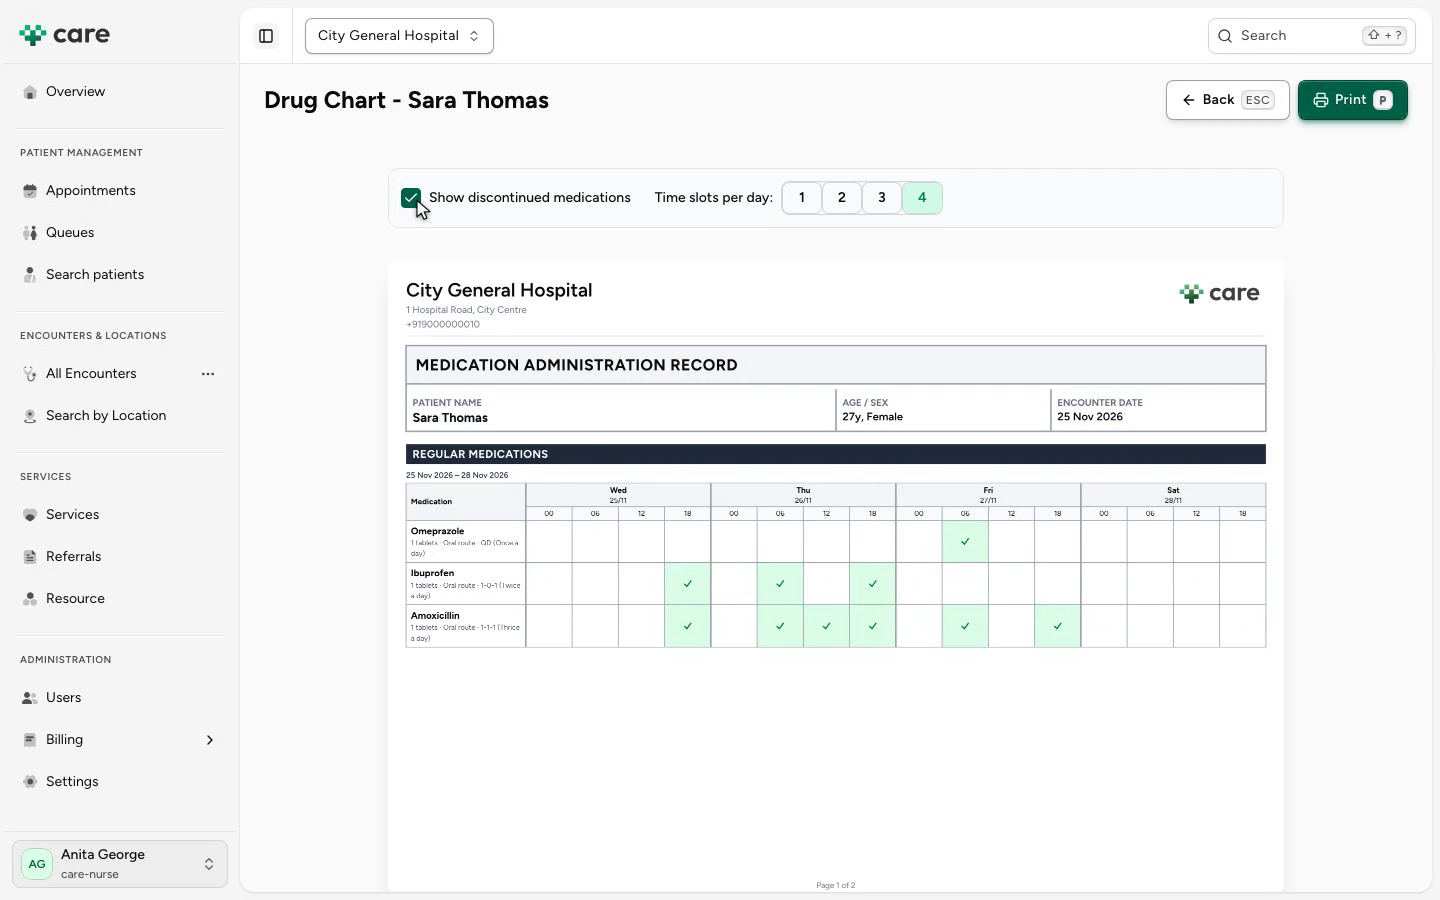 care
City General Hospital
Search
+ ?
Overview
PATIENT MANAGEMENT
Appointments
Queues
Search patients
ENCOUNTERS & LOCATIONS
All Encounters
Search by Location
SERVICES
Services
Referrals
Resource
ADMINISTRATION
Users
Billing
Settings
AG
Anita George
care-nurse
Drug Chart - Sara Thomas
Back ESC
Print P
Show discontinued medications
Time slots per day: 1 2 3 4
City General Hospital
1 Hospital Road, City Centre
+919000000010
care
MEDICATION ADMINISTRATION RECORD
PATIENT NAME
Sara Thomas
AGE / SEX
27y, Female
ENCOUNTER DATE
25 Nov 2026
REGULAR MEDICATIONS
25 Nov 2026 – 28 Nov 2026
Medication
Wed
25/11
Thu
26/11
Fri
27/11
Sat
28/11
00 06 12 18 00 06 12 18 00 06 12 18 00 06 12 18
Omeprazole
1 tablets · Oral route · QD (Once a
day)
Ibuprofen
1 tablets · Oral route · 1-0-1 (Twice
a day)
Amoxicillin
1 tablets · Oral route · 1-1-1 (Thrice
a day)
Page 1 of 2